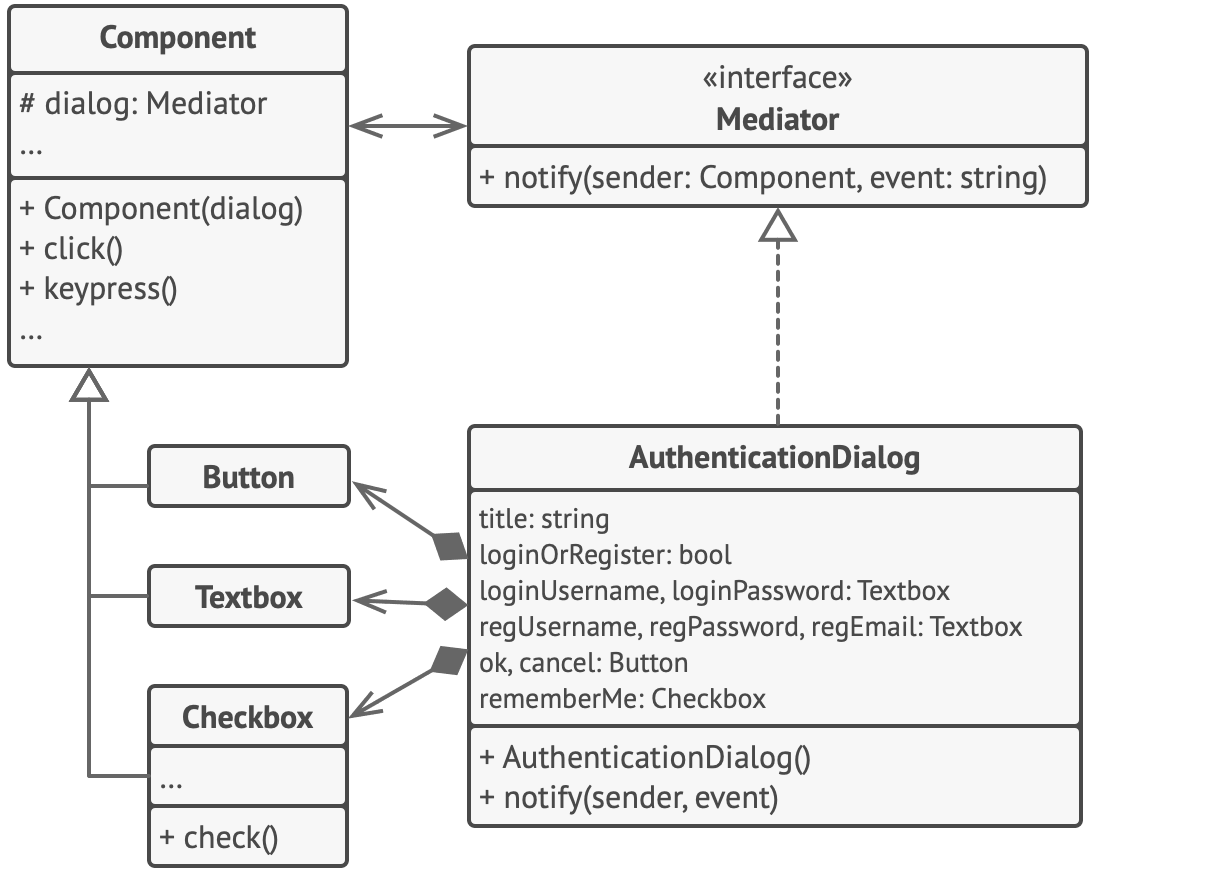 Component
# dialog: Mediator
...
+ Component(dialog)
+ click()
+ keypress()
...
«interface»
Mediator
+ notify(sender: Component, event: string)
Button
Textbox
Checkbox
...
+ check()
AuthenticationDialog
title: string
loginOrRegister: bool
loginUsername, loginPassword: Textbox
regUsername, regPassword, regEmail: Textbox
ok, cancel: Button
rememberMe: Checkbox
+ AuthenticationDialog()
+ notify(sender, event)